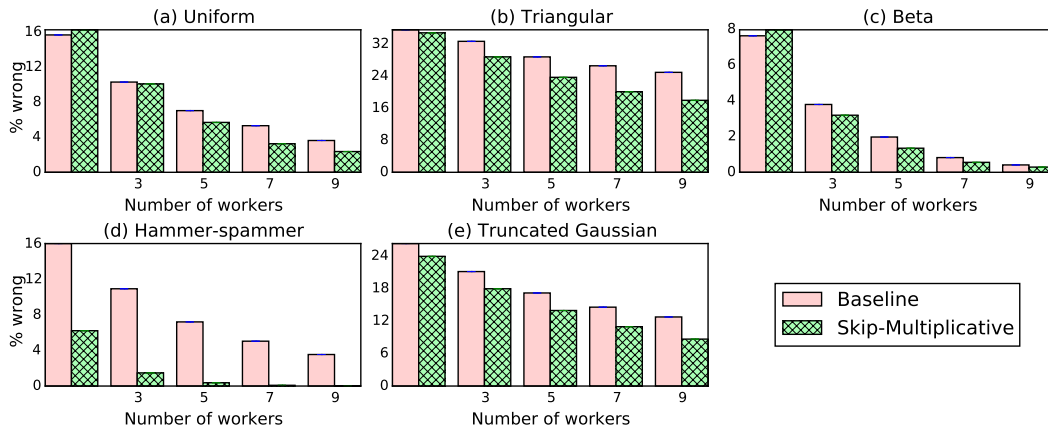 (a) Uniform
(b) Triangular
(c) Beta
% wrong
16
12
8
4
0
32
24
16
8
0
8
6
4
2
0
3 5 7 9
3 5 7 9
3 5 7 9
Number of workers
Number of workers
Number of workers
(d) Hammer-spammer
(e) Truncated Gaussian
% wrong
16
12
8
4
0
24
18
12
6
0
3 5 7 9
3 5 7 9
Number of workers
Number of workers
Baseline
Skip-Multiplicative